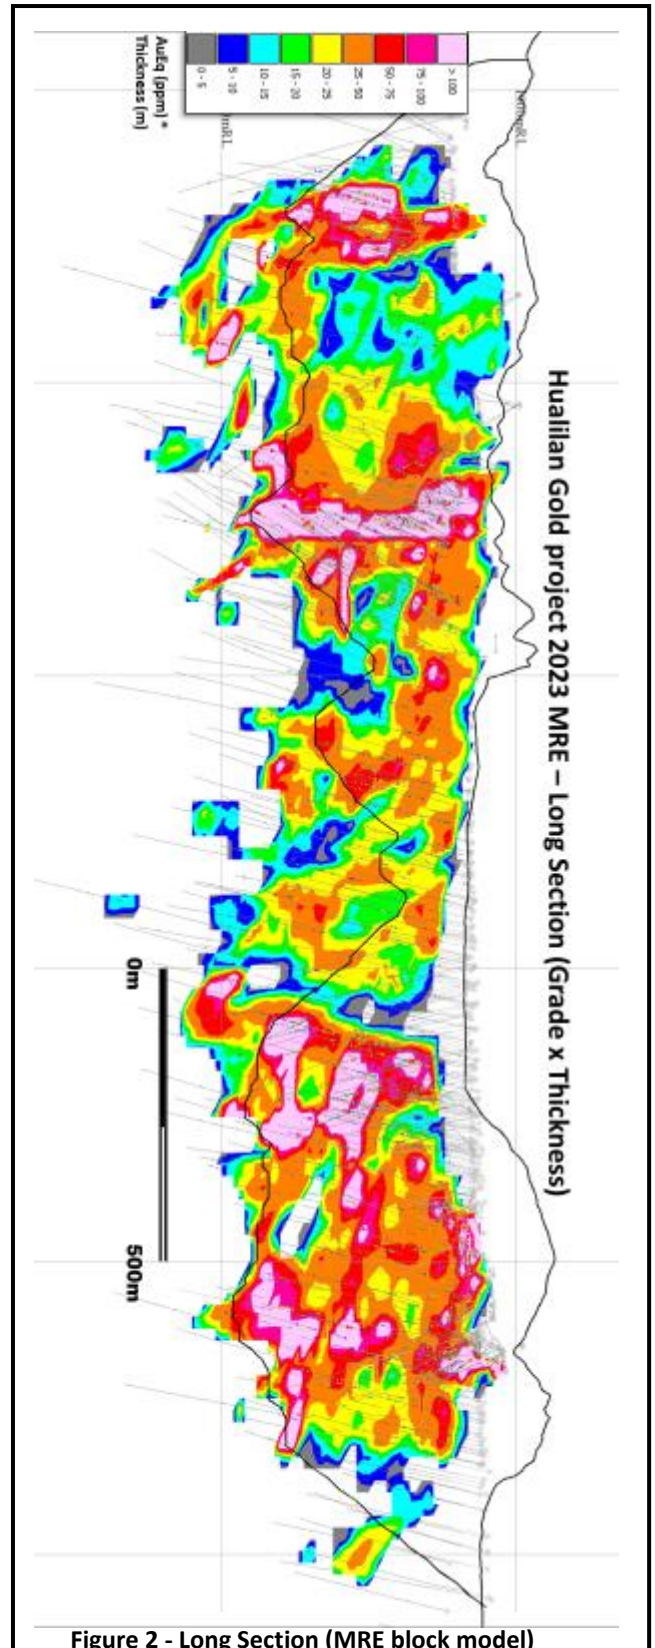 Hualilan Gold project 2023 MRE – Long Section (Grade x Thickness)
AuEq (ppm) *
Thickness (m)
0 - 5
5 - 10
10 - 15
15 - 20
20 - 25
25 - 50
50 - 75
75 - 100
> 100
0m
500m
Figure 2 - Long Section (MRE block model)